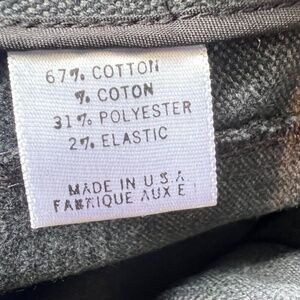 67% COTTON
% COTON
31% POLYESTER
2% ELASTIC
MADE IN U.S.A
FABRIQUE AUX E